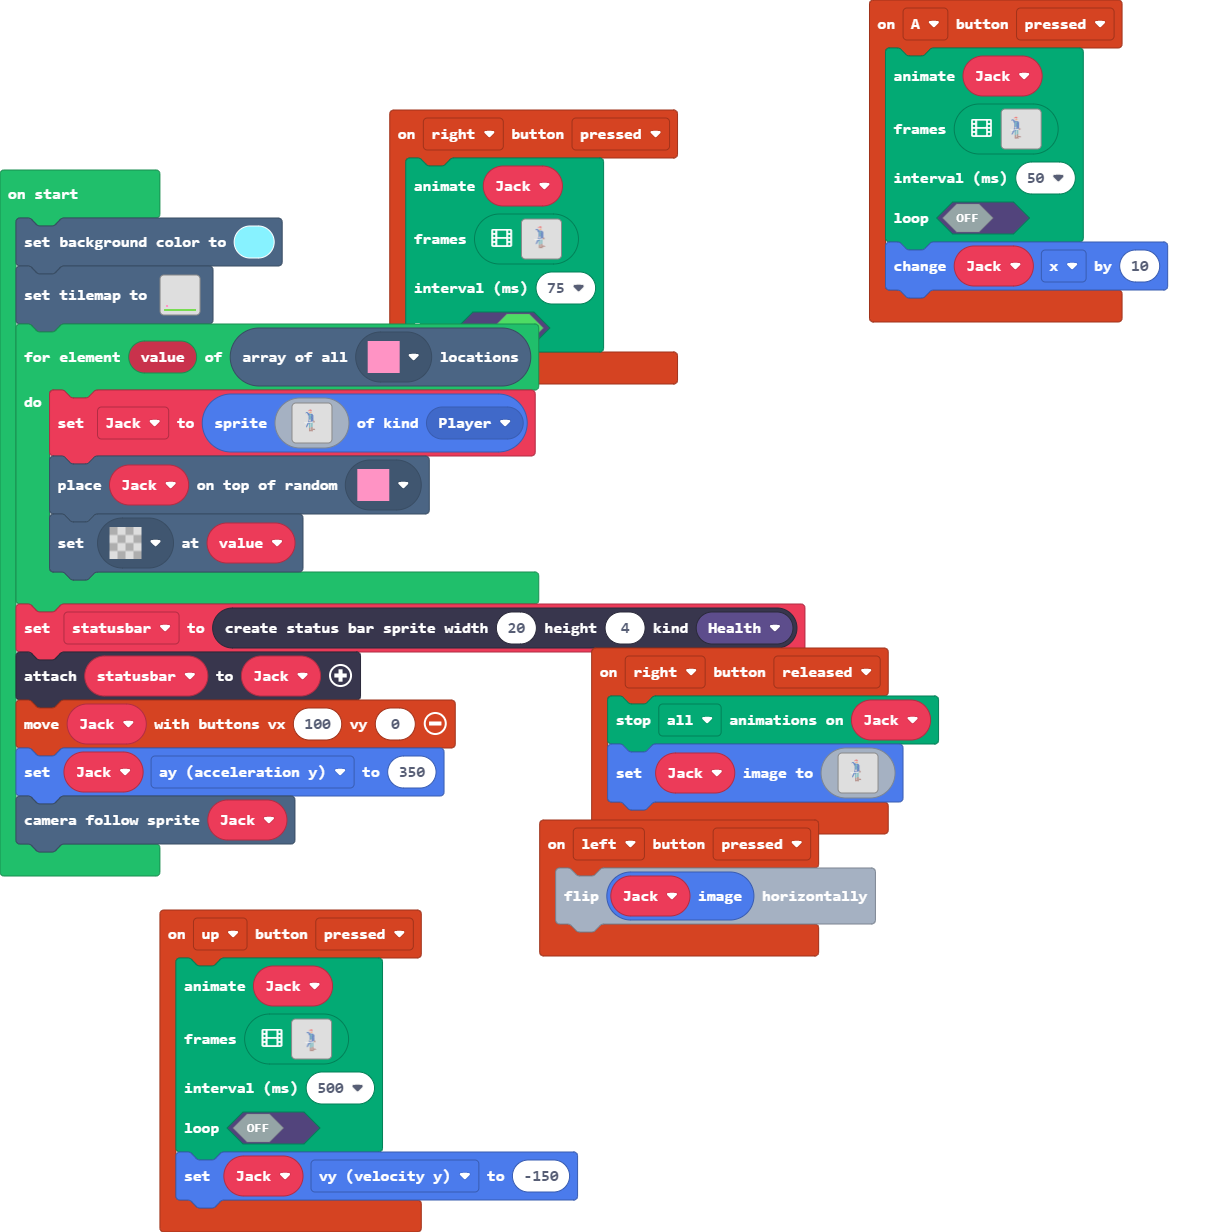 on start
set background color to
set tilemap to
for element value of array of all locations
do
set Jack to sprite of kind Player
place Jack on top of random
set at value
set statusbar to create status bar sprite width 20 height 4 kind Health
attach statusbar to Jack
move Jack with buttons vx 100 vy 0
set Jack ay (acceleration y) to 350
camera follow sprite Jack
on right button pressed
animate Jack
frames
interval (ms) 75
on A button pressed
animate Jack
frames
interval (ms) 50
loop OFF
change Jack x by 10
on right button released
stop all animations on Jack
set Jack image to
on left button pressed
flip Jack image horizontally
on up button pressed
animate Jack
frames
interval (ms) 500
loop OFF
set Jack vy (velocity y) to -150